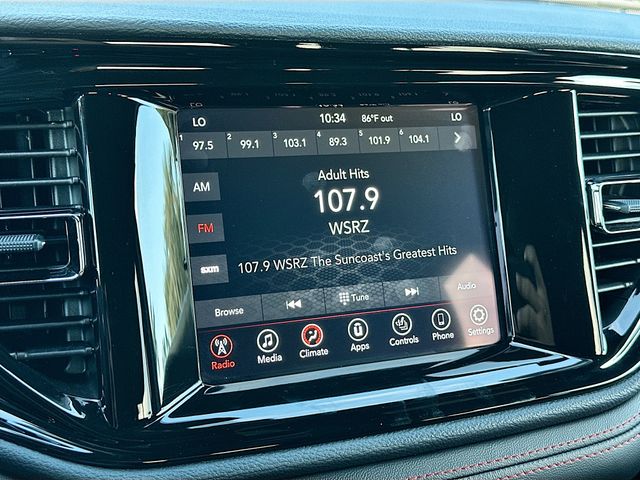 LO 10:34 86°F out LO
1 97.5 2 99.1 3 103.1 4 89.3 5 101.9 6 104.1
AM
FM
sxm
Adult Hits
107.9
WSRZ
107.9 WSRZ The Suncoast's Greatest Hits
Browse Tune Audio
Radio Media Climate Apps Controls Phone Settings